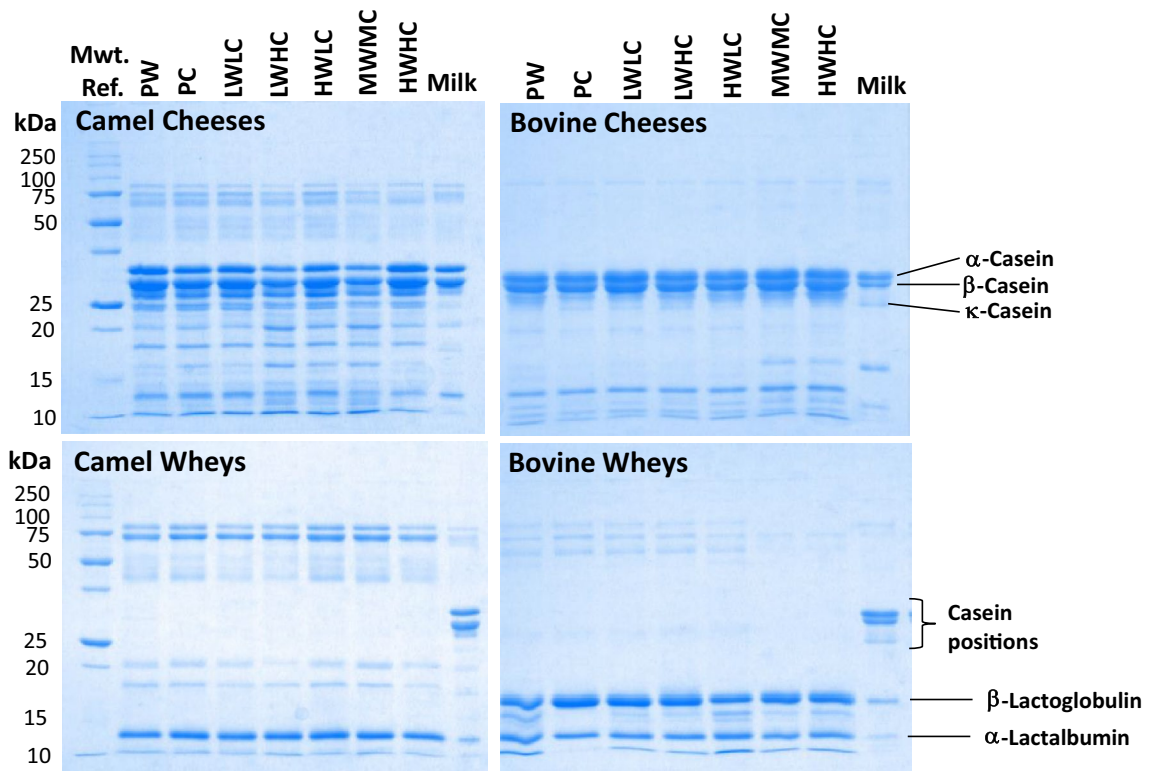 Mwt. Ref. PW PC LWLC LWHC HWLC MWMC HWHC Milk
PW PC LWLC LWHC HWLC MWMC HWHC Milk
kDa
Camel Cheeses
250
100
75
50
25
20
15
10
Bovine Cheeses
α-Casein
β-Casein
κ-Casein
kDa
Camel Wheys
250
100
75
50
25
20
15
10
Bovine Wheys
Casein
positions
β-Lactoglobulin
α-Lactalbumin